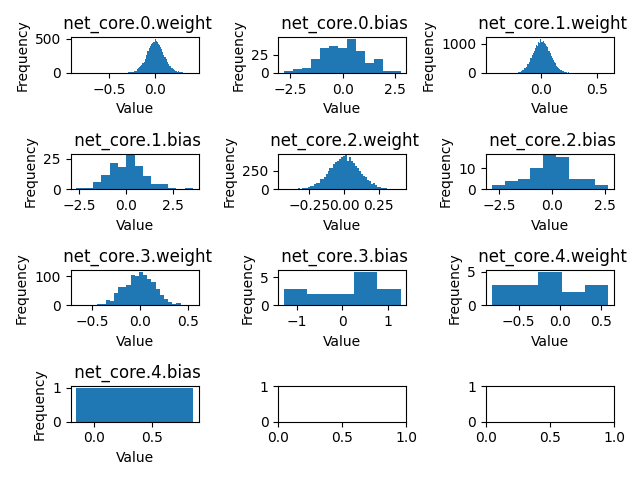 net_core.0.weight
Frequency
500
0
−0.5
0.0
Value
net_core.0.bias
Frequency
25
0
−2.5
0.0
2.5
Value
net_core.1.weight
Frequency
1000
0
0.0
0.5
Value
net_core.1.bias
Frequency
25
0
−2.5
0.0
2.5
Value
net_core.2.weight
Frequency
250
0
−0.25
0.00
0.25
Value
net_core.2.bias
Frequency
10
0
−2.5
0.0
2.5
Value
net_core.3.weight
Frequency
100
0
−0.5
0.0
0.5
Value
net_core.3.bias
Frequency
5
0
−1
0
1
Value
net_core.4.weight
Frequency
5
0
−0.5
0.0
0.5
Value
net_core.4.bias
Frequency
1
0
0.0
0.5
Value
1
0
0.0
0.5
1.0
1
0
0.0
0.5
1.0